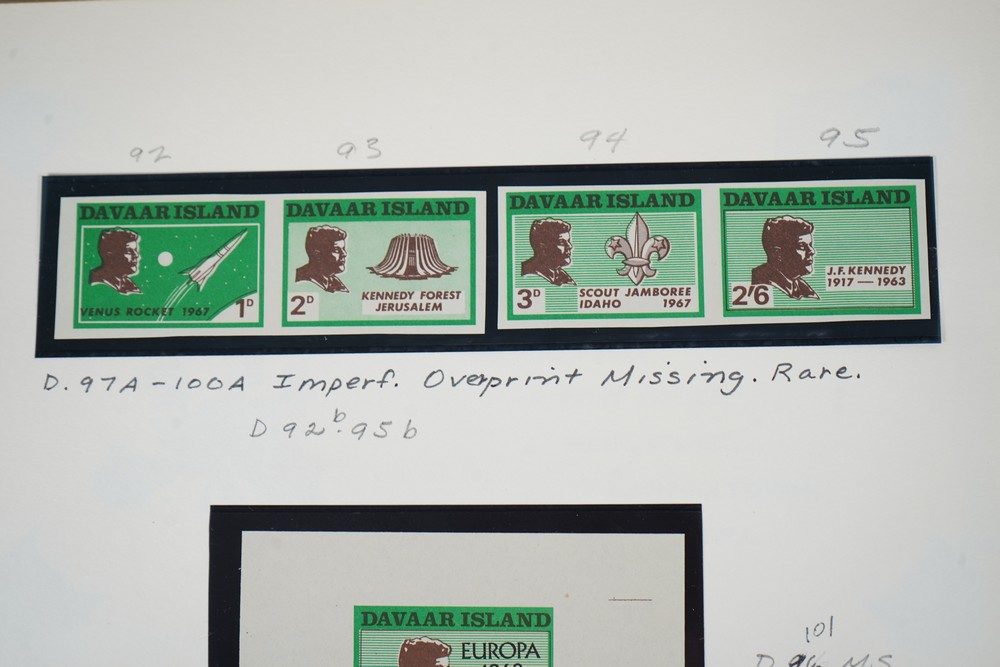 92 93 94 95
DAVAAR ISLAND
VENUS ROCKET 1967
1D
DAVAAR ISLAND
2D
KENNEDY FOREST
JERUSALEM
DAVAAR ISLAND
3D
SCOUT JAMBOREE
IDAHO 1967
DAVAAR ISLAND
J.F. KENNEDY
1917 — 1963
2'6
D.97A-100A Imperf. Overprint Missing. Rare.
D 92b.95b
DAVAAR ISLAND
EUROPA
101